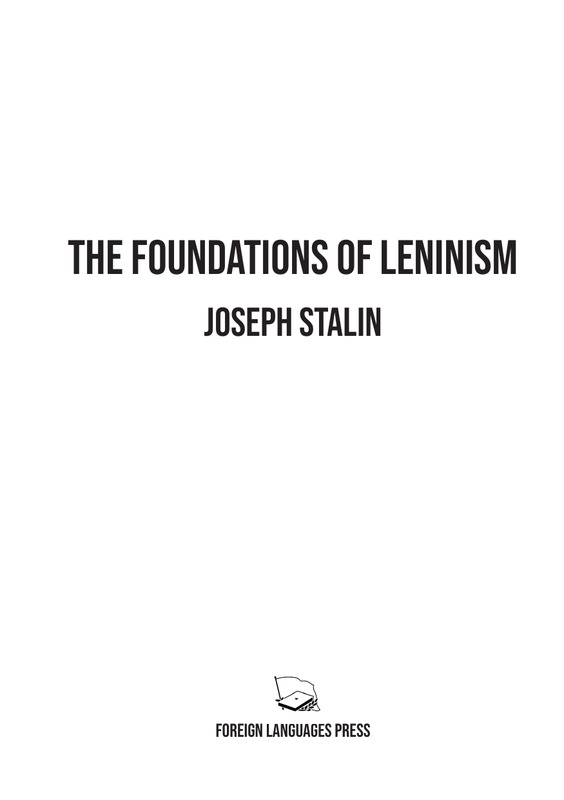 THE FOUNDATIONS OF LENINISM
JOSEPH STALIN
FOREIGN LANGUAGES PRESS